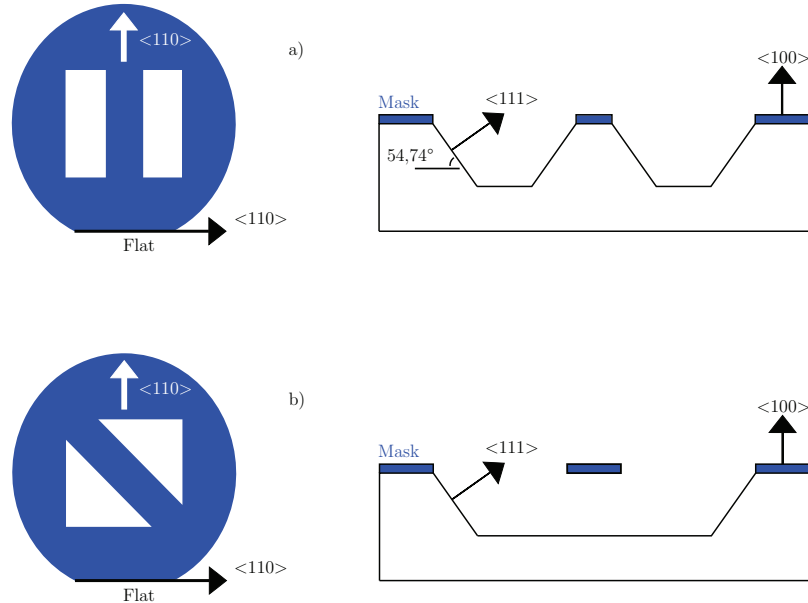 <110>
a)
<100>
Mask
<111>
54,74°
<110>
Flat
<110>
b)
<100>
Mask
<111>
<110>
Flat